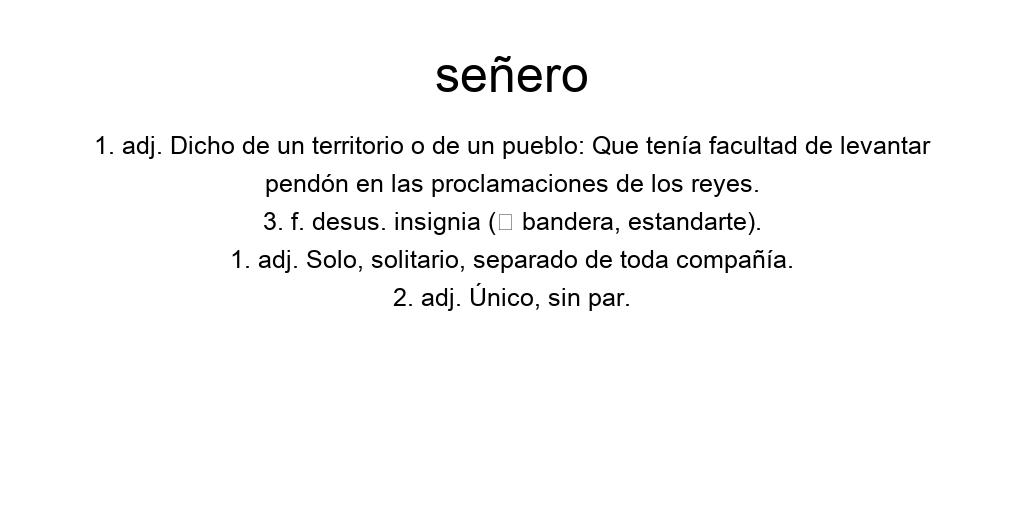 señero
1. adj. Dicho de un territorio o de un pueblo: Que tenía facultad de levantar
pendón en las proclamaciones de los reyes.
3. f. desus. insignia (□ bandera, estandarte).
1. adj. Solo, solitario, separado de toda compañía.
2. adj. Único, sin par.